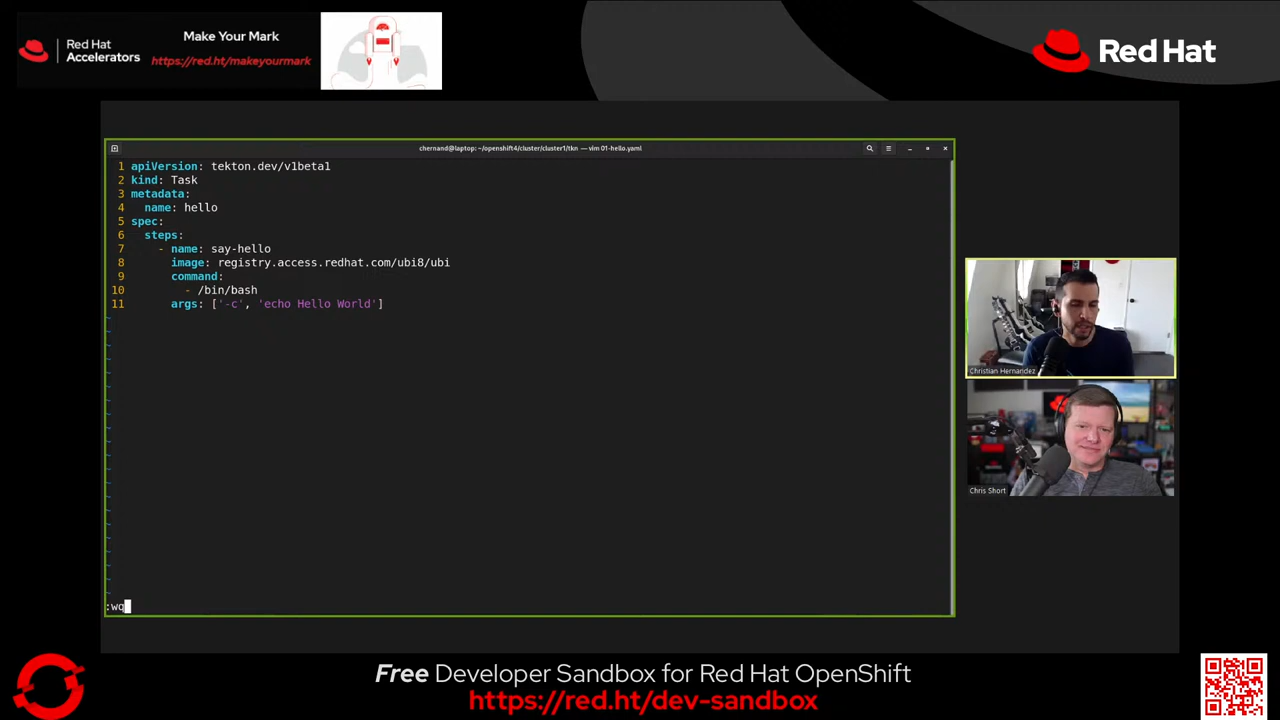 Red Hat
Accelerators
Make Your Mark
https://red.ht/makeyourmark
Red Hat
chernand@laptop: ~/openshift4/cluster/cluster1/tkn — vim 01-hello.yaml
1 apiVersion: tekton.dev/v1beta1
2 kind: Task
3 metadata:
4   name: hello
5 spec:
6   steps:
7     - name: say-hello
8       image: registry.access.redhat.com/ubi8/ubi
9       command:
10         - /bin/bash
11       args: ['-c', 'echo Hello World']
:wq
Christian Hernandez
Chris Short
Free Developer Sandbox for Red Hat OpenShift
https://red.ht/dev-sandbox